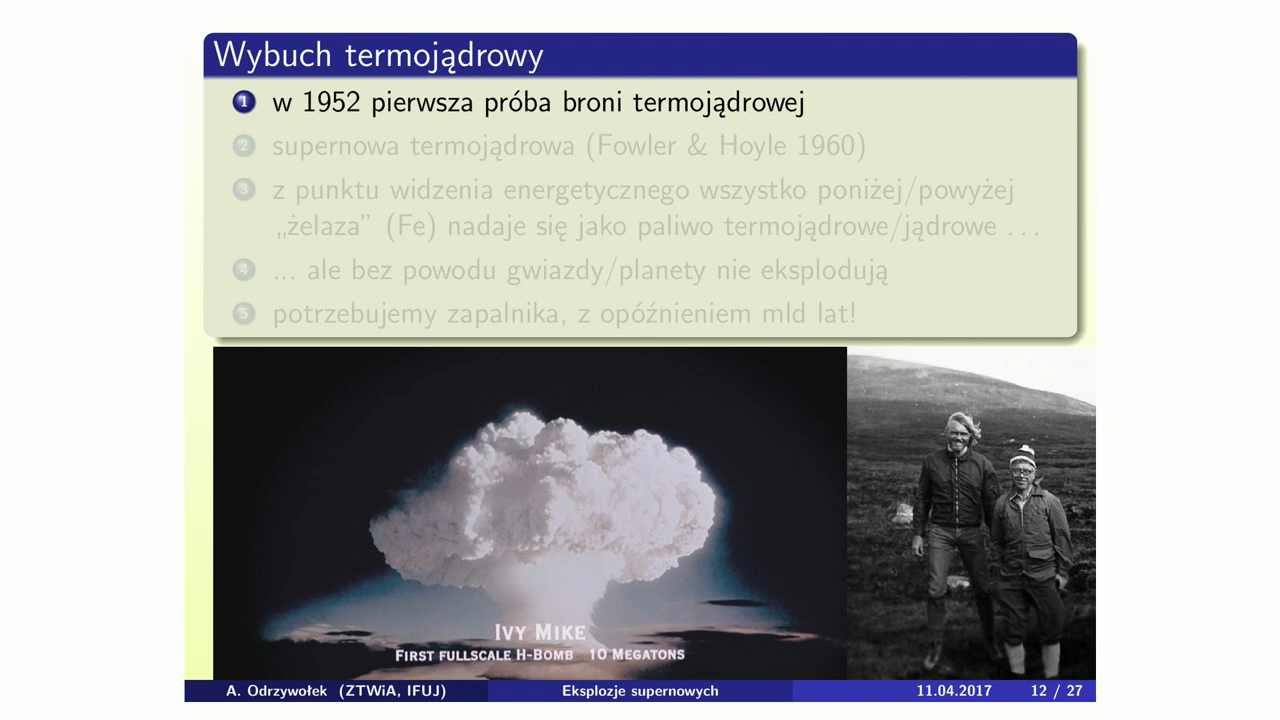 Wybuch termojądrowy
1 w 1952 pierwsza próba broni termojądrowej
2 supernowa termojądrowa (Fowler & Hoyle 1960)
3 z punktu widzenia energetycznego wszystko poniżej/powyżej
„żelaza” (Fe) nadaje się jako paliwo termojądrowe/jądrowe . . .
4 ... ale bez powodu gwiazdy/planety nie eksplodują
5 potrzebujemy zapalnika, z opóźnieniem mld lat!
IVY MIKE
FIRST FULLSCALE H-BOMB 10 MEGATONS
A. Odrzywołek (ZTWiA, IFUJ) Eksplozje supernowych 11.04.2017 12 / 27